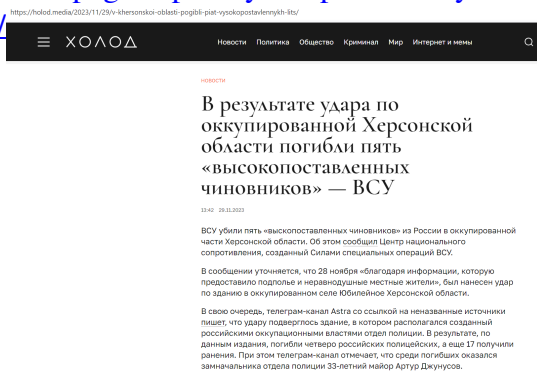 https://holod.media/2023/11/29/v-khersonskoi-oblasti-pogibli-piat-vysokopostavlennykh-lits/
ХОЛОД Новости Политика Общество Криминал Мир Интернет и мемы
НОВОСТИ
В результате удара по
оккупированной Херсонской
области погибли пять
«высокопоставленных
чиновников» — ВСУ
13:42 29.11.2023
ВСУ убили пять «выскопоставленных чиновников» из России в оккупированной
части Херсонской области. Об этом сообщил Центр национального
сопротивления, созданный Силами специальных операций ВСУ.
В сообщении уточняется, что 28 ноября «благодаря информации, которую
предоставило подполье и неравнодушные местные жители», был нанесен удар
по зданию в оккупированном селе Юбилейное Херсонской области.
В свою очередь, телеграм-канал Astra со ссылкой на неназванные источники
пишет, что удару подверглось здание, в котором располагался созданный
российскими оккупационными властями отдел полиции. В результате, по
данным издания, погибли четверо российских полицейских, а еще 17 получили
ранения. При этом телеграм-канал отмечает, что среди погибших оказался
замначальника отдела полиции 33-летний майор Артур Джунусов.